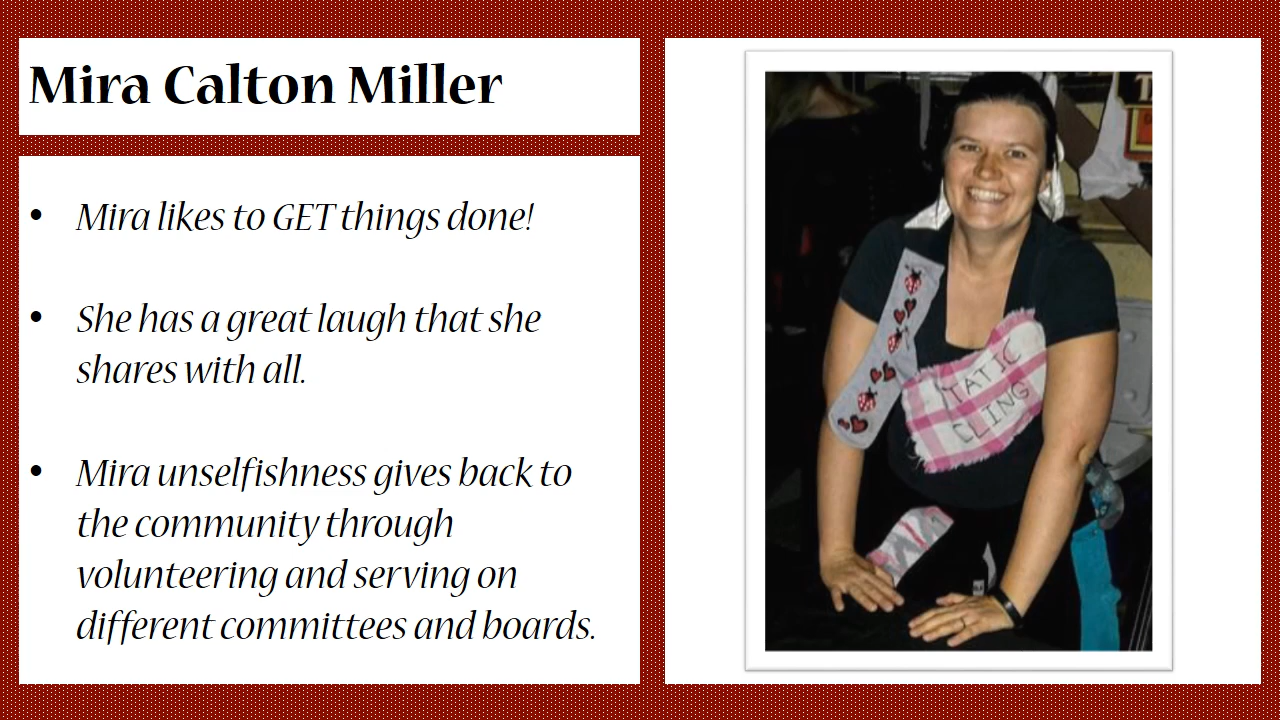 Mira Calton Miller
• Mira likes to GET things done!
• She has a great laugh that she
shares with all.
• Mira unselfishness gives back to
the community through
volunteering and serving on
different committees and boards.
TATIC
CLING